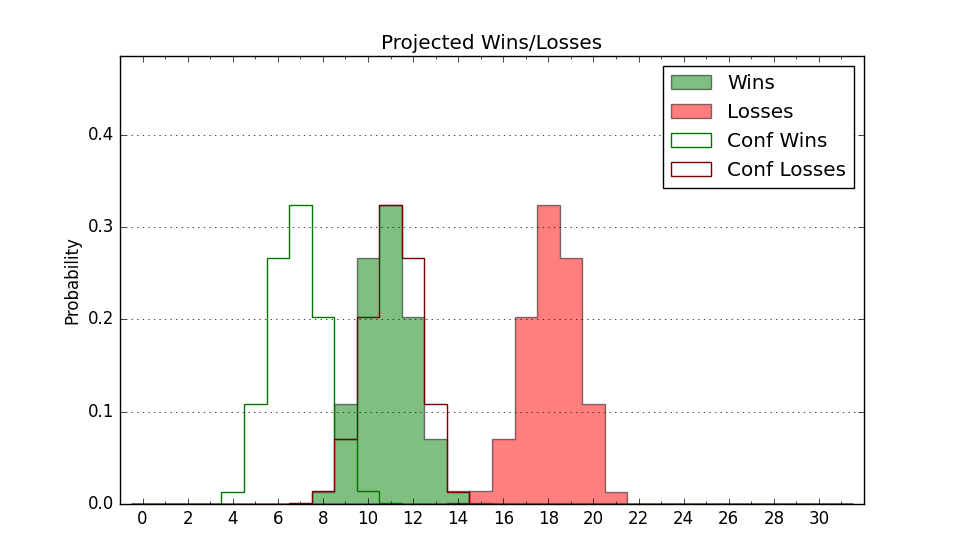 Projected Wins/Losses
Wins
Losses
Conf Wins
Conf Losses
Probability
0.4
0.3
0.2
0.1
0.0
0 2 4 6 8 10 12 14 16 18 20 22 24 26 28 30